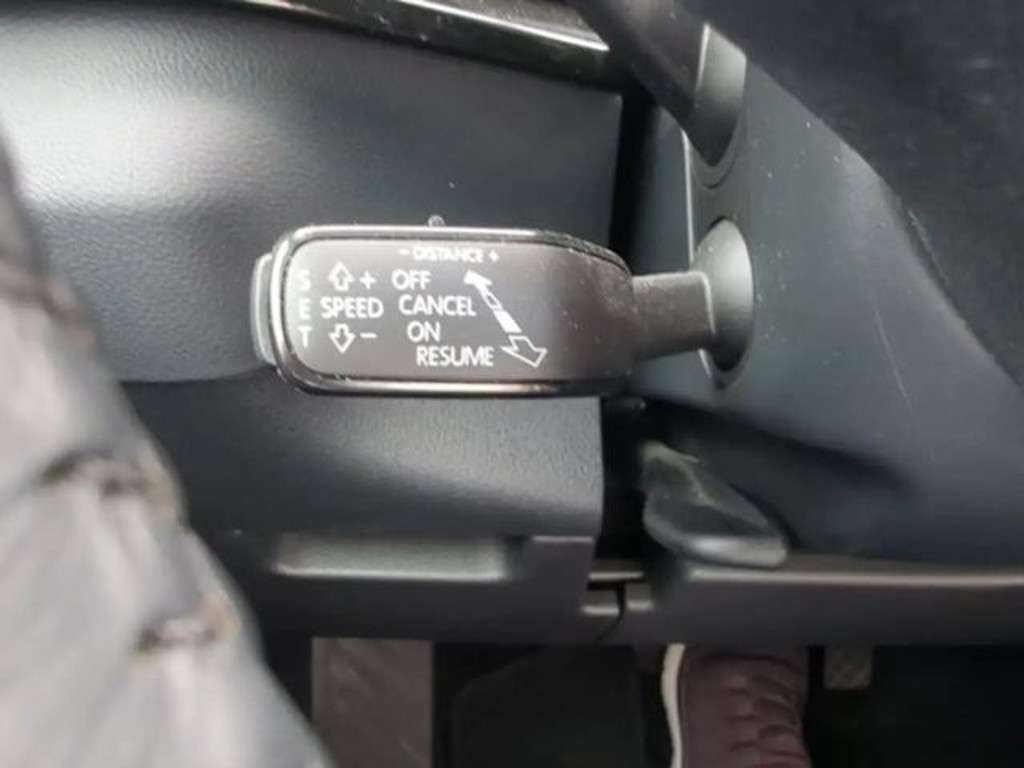 - DISTANCE +
S + OFF
E SPEED CANCEL
T - ON
RESUME